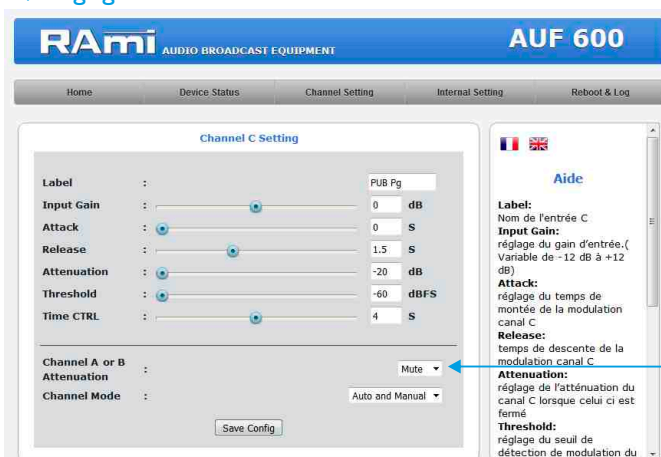 RAmi AUDIO BROADCAST EQUIPMENT AUF 600
Home Device Status Channel Setting Internal Setting Reboot & Log
Channel C Setting
Label : PUB Pg
Input Gain : 0 dB
Attack : 0 S
Release : 1.5 S
Attenuation : -20 dB
Threshold : -60 dBFS
Time CTRL : 4 S
Channel A or B
Attenuation : Mute
Channel Mode : Auto and Manual
Save Config
Aide
Label:
Nom de l'entrée C
Input Gain:
réglage du gain d'entrée.(
Variable de -12 dB à +12
dB)
Attack:
réglage du temps de
montée de la modulation
canal C
Release:
temps de descente de la
modulation canal C
Attenuation:
réglage de l'atténuation du
canal C lorsque celui ci est
fermé
Threshold:
réglage du seuil de
détection de modulation du